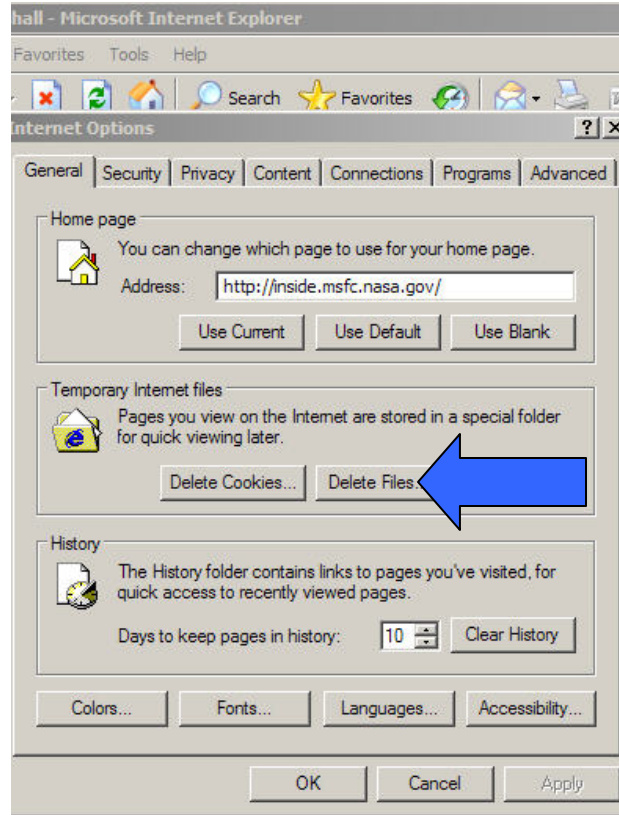 hall - Microsoft Internet Explorer
Favorites Tools Help
Search Favorites
Internet Options
General Security Privacy Content Connections Programs Advanced
Home page
You can change which page to use for your home page.
Address: http://inside.msfc.nasa.gov/
Use Current Use Default Use Blank
Temporary Internet files
Pages you view on the Internet are stored in a special folder
for quick viewing later.
Delete Cookies... Delete Files.
History
The History folder contains links to pages you've visited, for
quick access to recently viewed pages.
Days to keep pages in history: 10 Clear History
Colors... Fonts... Languages... Accessibility...
OK Cancel Apply